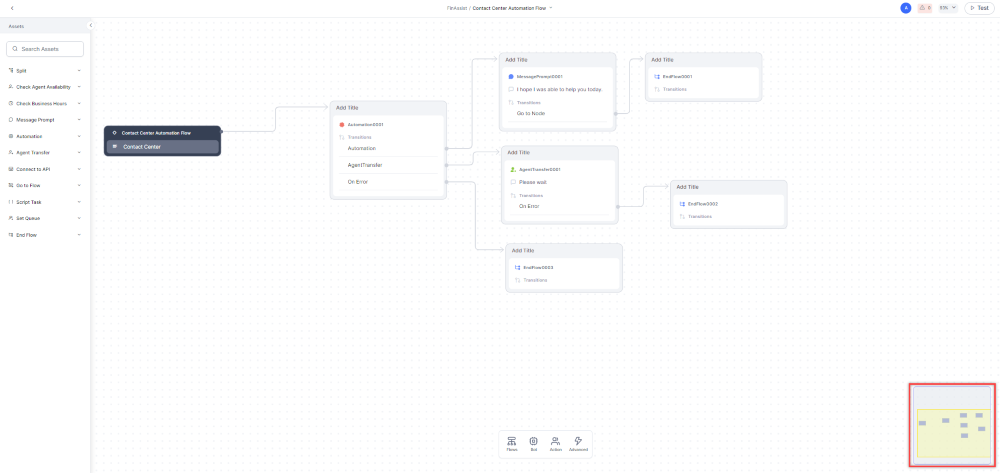 FinAssist / Contact Center Automation Flow
A
0
93%
Test
Assets
Search Assets
Split
Check Agent Availability
Check Business Hours
Message Prompt
Automation
Agent Transfer
Connect to API
Go to Flow
Script Task
Set Queue
End Flow
Contact Center Automation Flow
Contact Center
Add Title
Automation0001
Transitions
Automation
AgentTransfer
On Error
Add Title
MessagePrompt0001
I hope I was able to help you today.
Transitions
Go to Node
Add Title
EndFlow0001
Transitions
Add Title
AgentTransfer0001
Please wait
Transitions
On Error
Add Title
EndFlow0002
Transitions
Add Title
EndFlow0003
Transitions
Flows
Bot
Action
Advanced